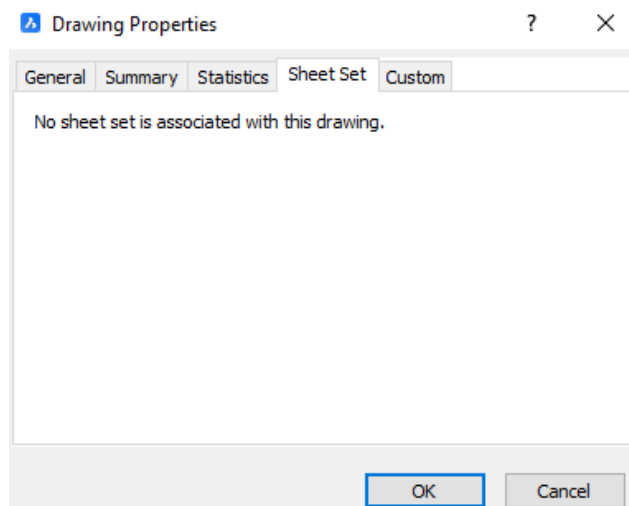 Drawing Properties ?
General Summary Statistics Sheet Set Custom
No sheet set is associated with this drawing.
OK Cancel